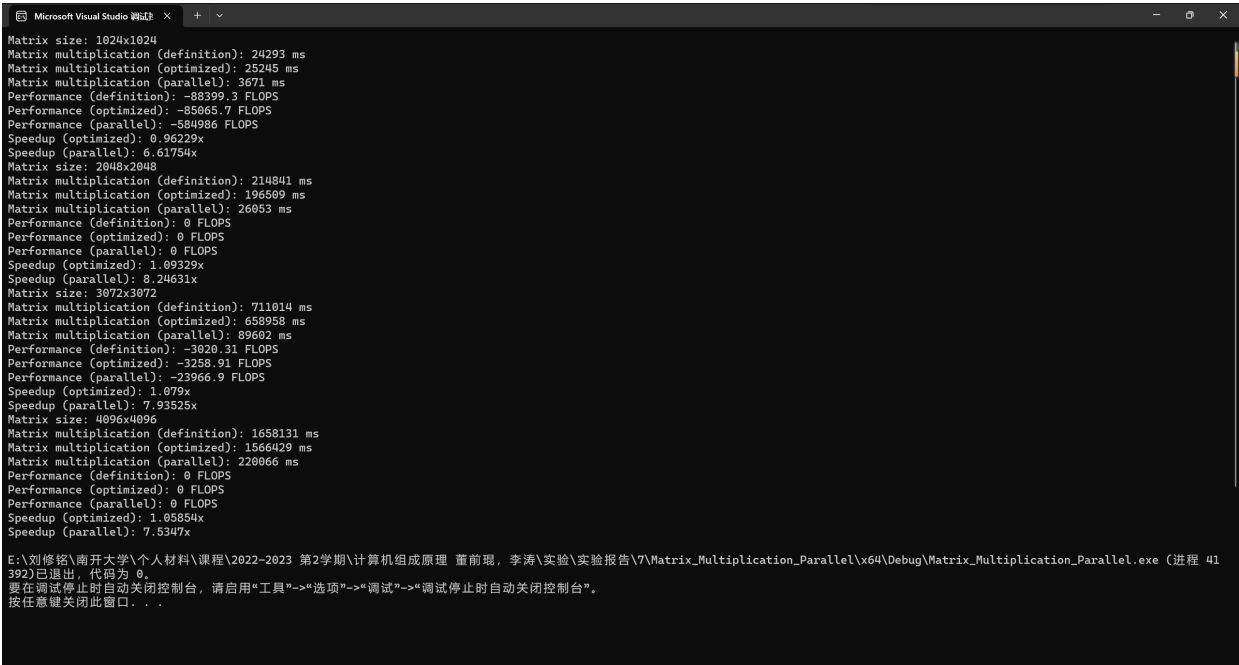 Microsoft Visual Studio 调试
Matrix size: 1024x1024
Matrix multiplication (definition): 24293 ms
Matrix multiplication (optimized): 25245 ms
Matrix multiplication (parallel): 3671 ms
Performance (definition): -88399.3 FLOPS
Performance (optimized): -85065.7 FLOPS
Performance (parallel): -584986 FLOPS
Speedup (optimized): 0.96229x
Speedup (parallel): 6.61754x
Matrix size: 2048x2048
Matrix multiplication (definition): 214841 ms
Matrix multiplication (optimized): 196509 ms
Matrix multiplication (parallel): 26053 ms
Performance (definition): 0 FLOPS
Performance (optimized): 0 FLOPS
Performance (parallel): 0 FLOPS
Speedup (optimized): 1.09329x
Speedup (parallel): 8.24631x
Matrix size: 3072x3072
Matrix multiplication (definition): 711014 ms
Matrix multiplication (optimized): 658958 ms
Matrix multiplication (parallel): 89602 ms
Performance (definition): -3020.31 FLOPS
Performance (optimized): -3258.91 FLOPS
Performance (parallel): -23966.9 FLOPS
Speedup (optimized): 1.079x
Speedup (parallel): 7.93525x
Matrix size: 4096x4096
Matrix multiplication (definition): 1658131 ms
Matrix multiplication (optimized): 1566429 ms
Matrix multiplication (parallel): 220066 ms
Performance (definition): 0 FLOPS
Performance (optimized): 0 FLOPS
Performance (parallel): 0 FLOPS
Speedup (optimized): 1.05854x
Speedup (parallel): 7.5347x
E:\刘修铭\南开大学\个人材料\课程\2022-2023 第2学期\计算机组成原理 董前琨，李涛\实验\实验报告\7\Matrix_Multiplication_Parallel\x64\Debug\Matrix_Multiplication_Parallel.exe (进程 41
392)已退出，代码为 0。
要在调试停止时自动关闭控制台，请启用“工具”->“选项”->“调试”->“调试停止时自动关闭控制台”。
按任意键关闭此窗口. . .